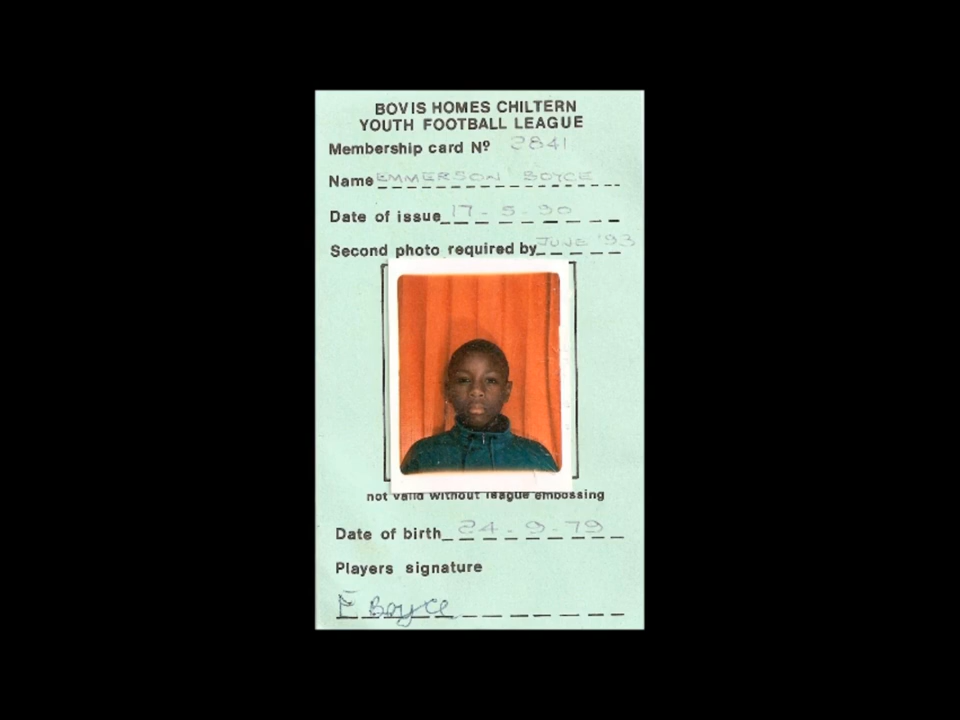 BOVIS HOMES CHILTERN
YOUTH FOOTBALL LEAGUE
Membership card Nº 2841
Name EMMERSON BOYCE
Date of issue 17-5-90
Second photo required by JUNE '93
not valid without league embossing
Date of birth 24-9-79
Players signature
E Boyce